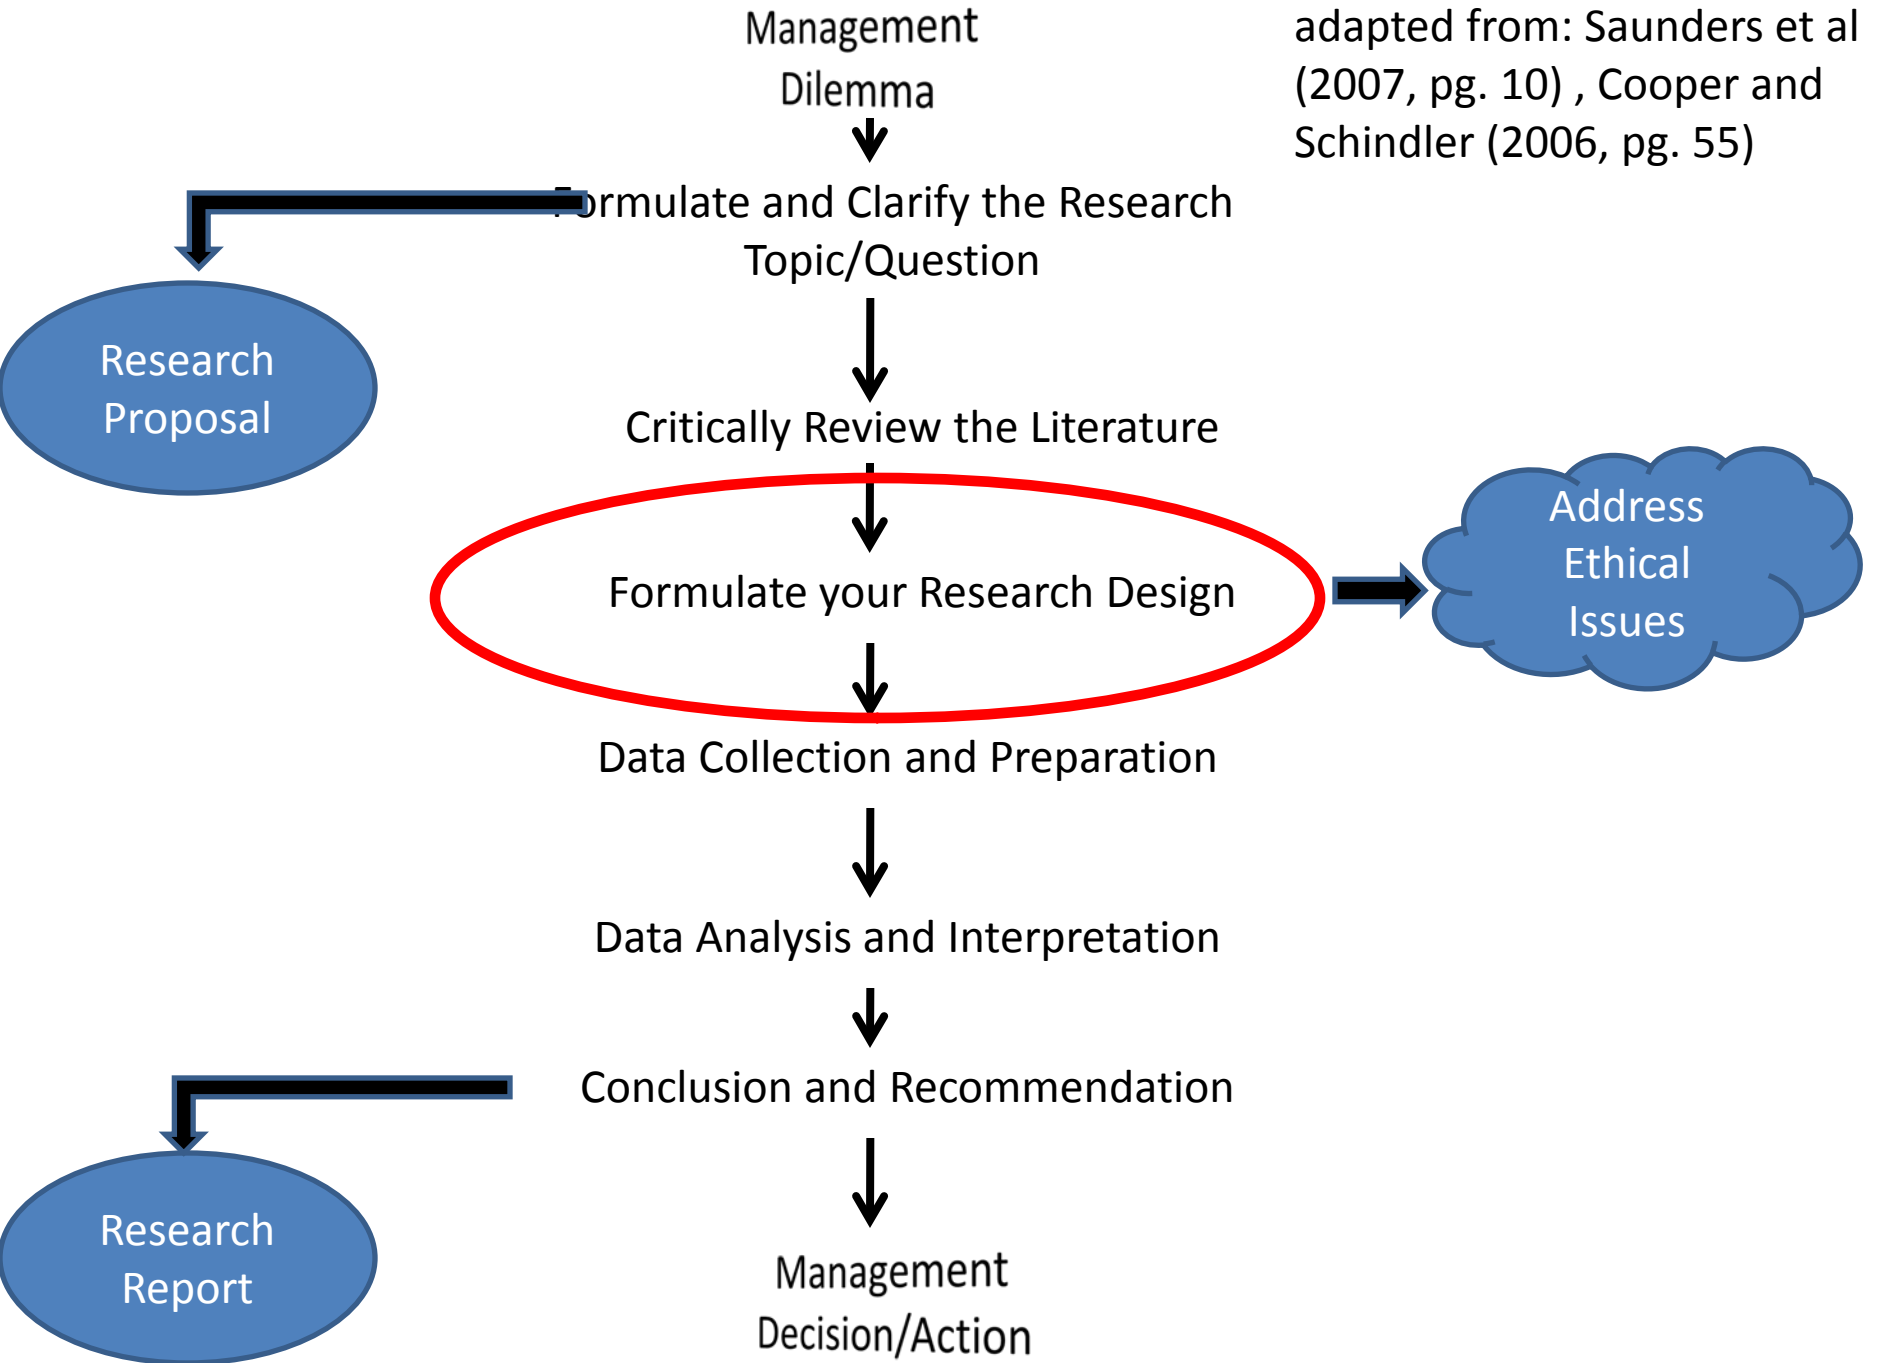 Management
Dilemma
adapted from: Saunders et al
(2007, pg. 10) , Cooper and
Schindler (2006, pg. 55)
Formulate and Clarify the Research
Topic/Question
Research
Proposal
Critically Review the Literature
Formulate your Research Design
Address
Ethical
Issues
Data Collection and Preparation
Data Analysis and Interpretation
Conclusion and Recommendation
Research
Report
Management
Decision/Action